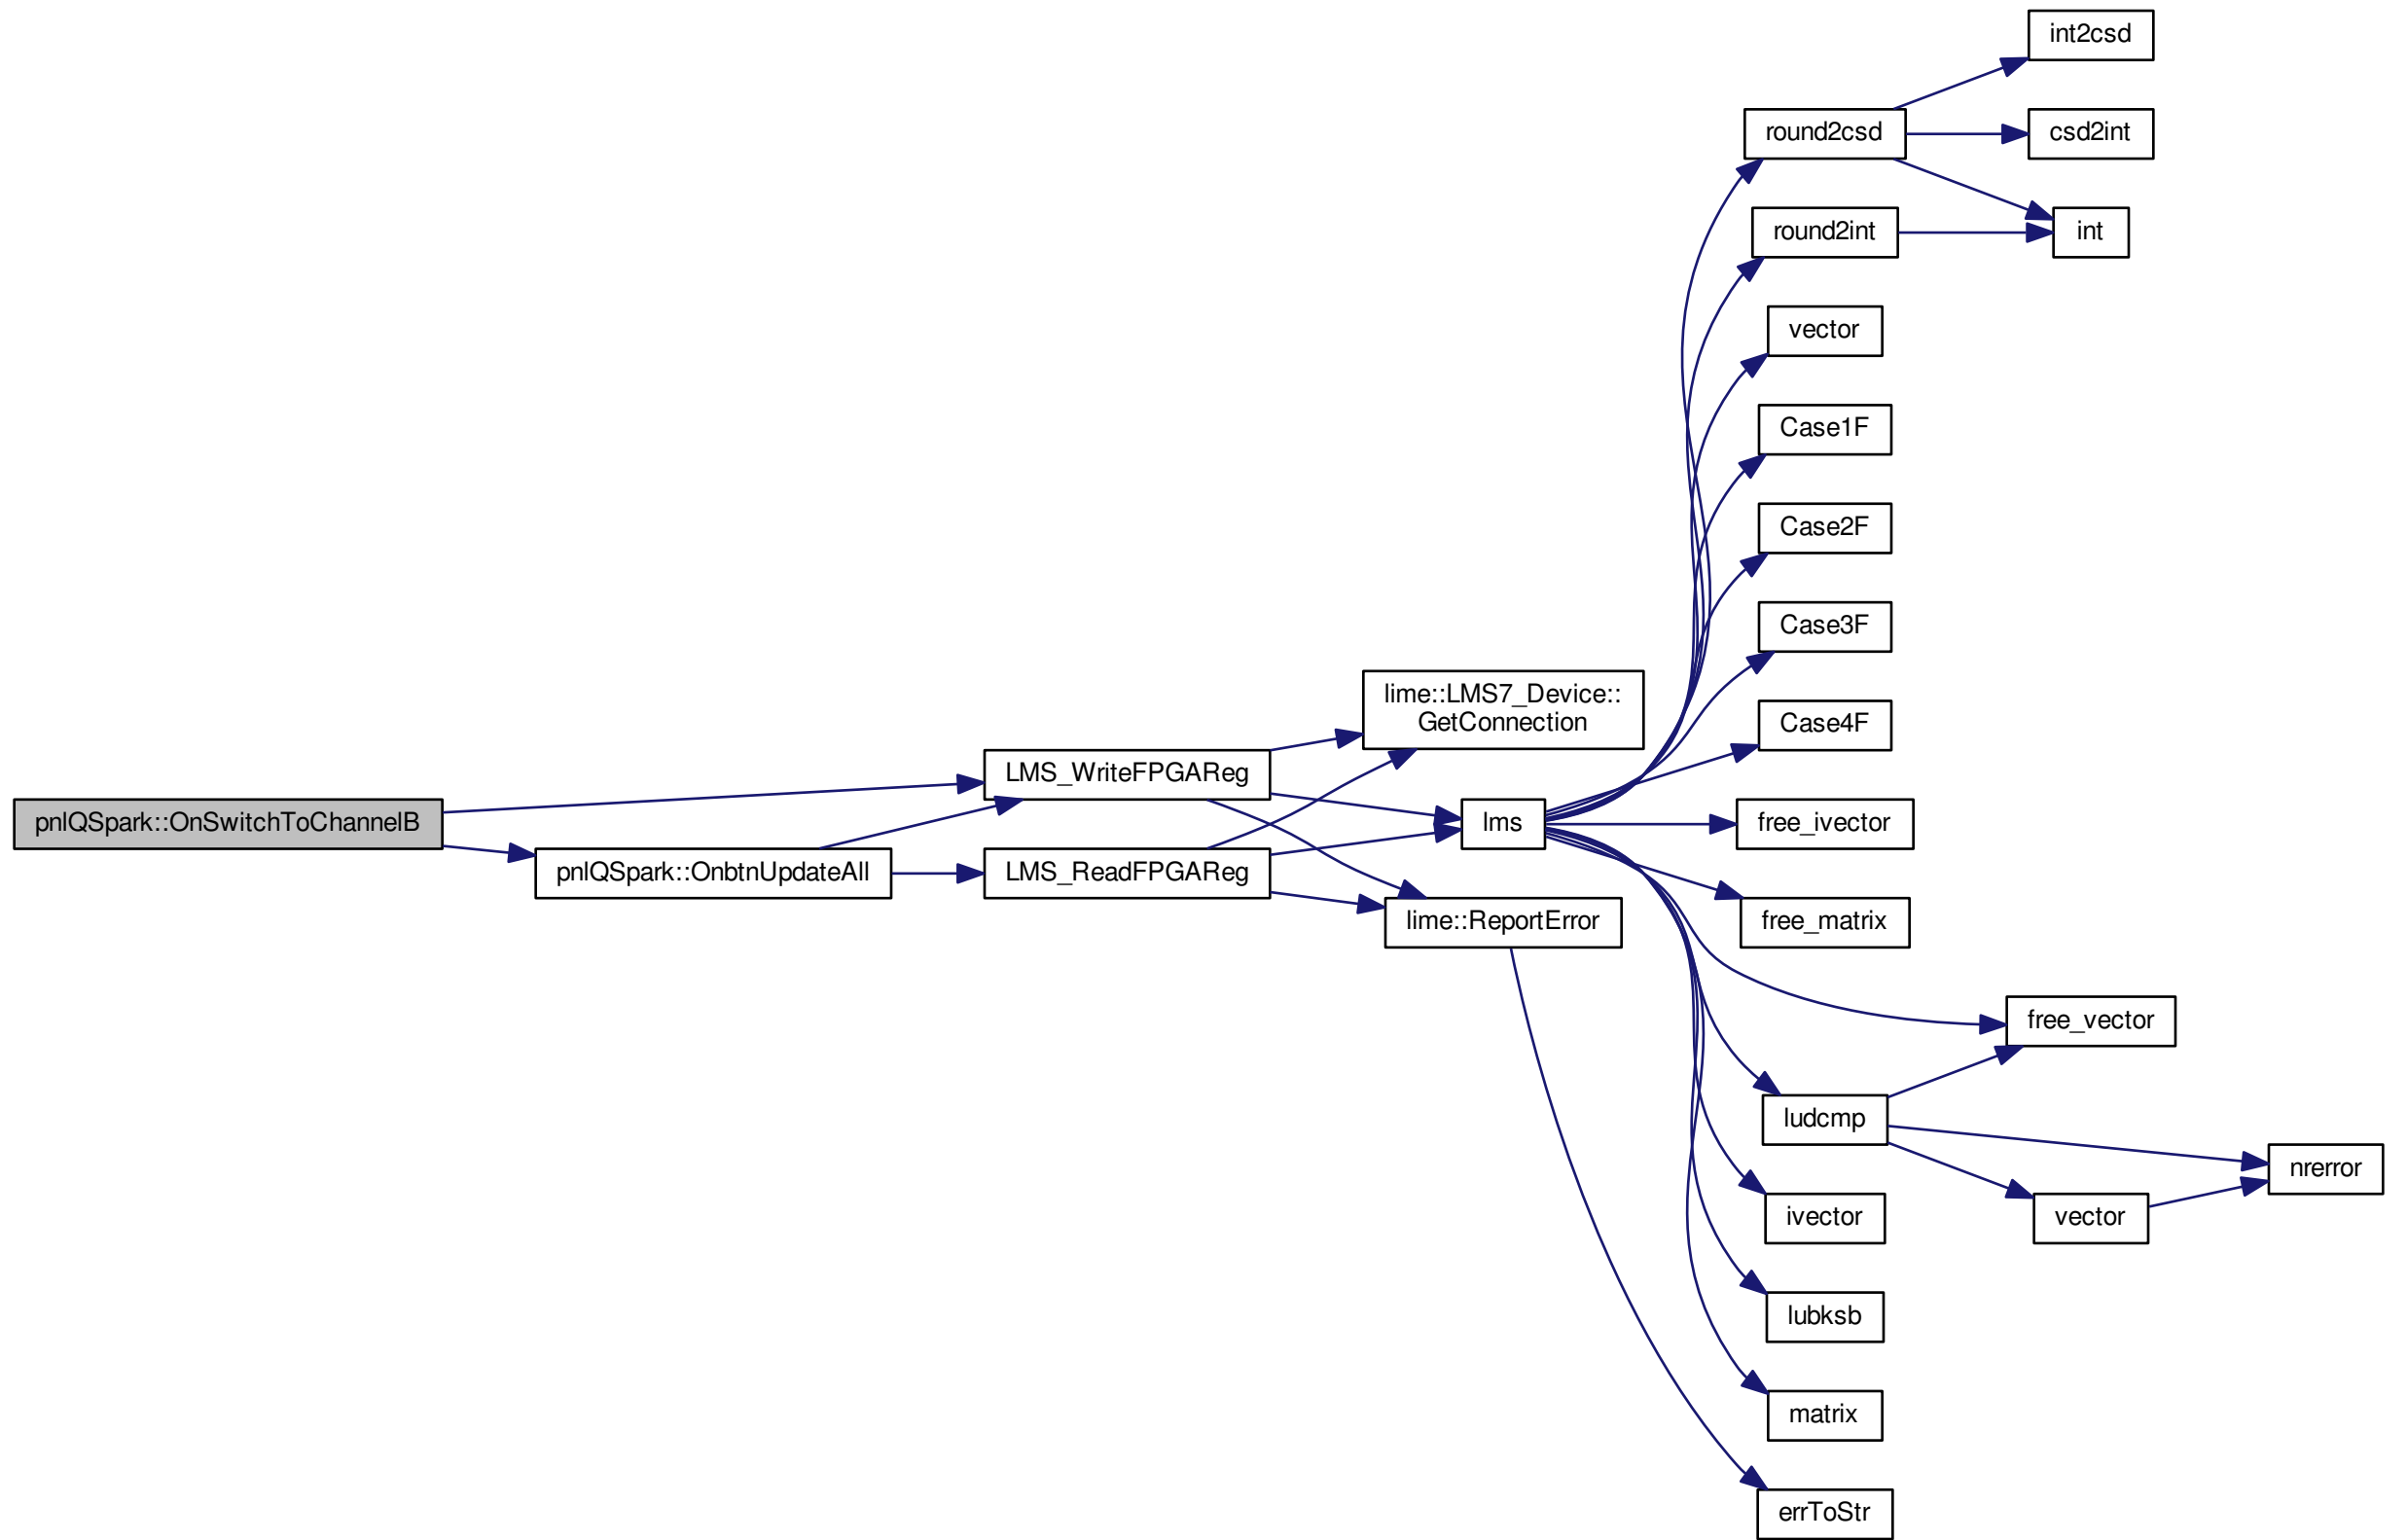 int2csd
round2csd
csd2int
round2int
int
vector
Case1F
Case2F
Case3F
lime::LMS7_Device::
GetConnection
Case4F
LMS_WriteFPGAReg
pnlQSpark::OnSwitchToChannelB
lms
free_ivector
pnlQSpark::OnbtnUpdateAll
LMS_ReadFPGAReg
lime::ReportError
free_matrix
free_vector
ludcmp
nrerror
ivector
vector
lubksb
matrix
errToStr